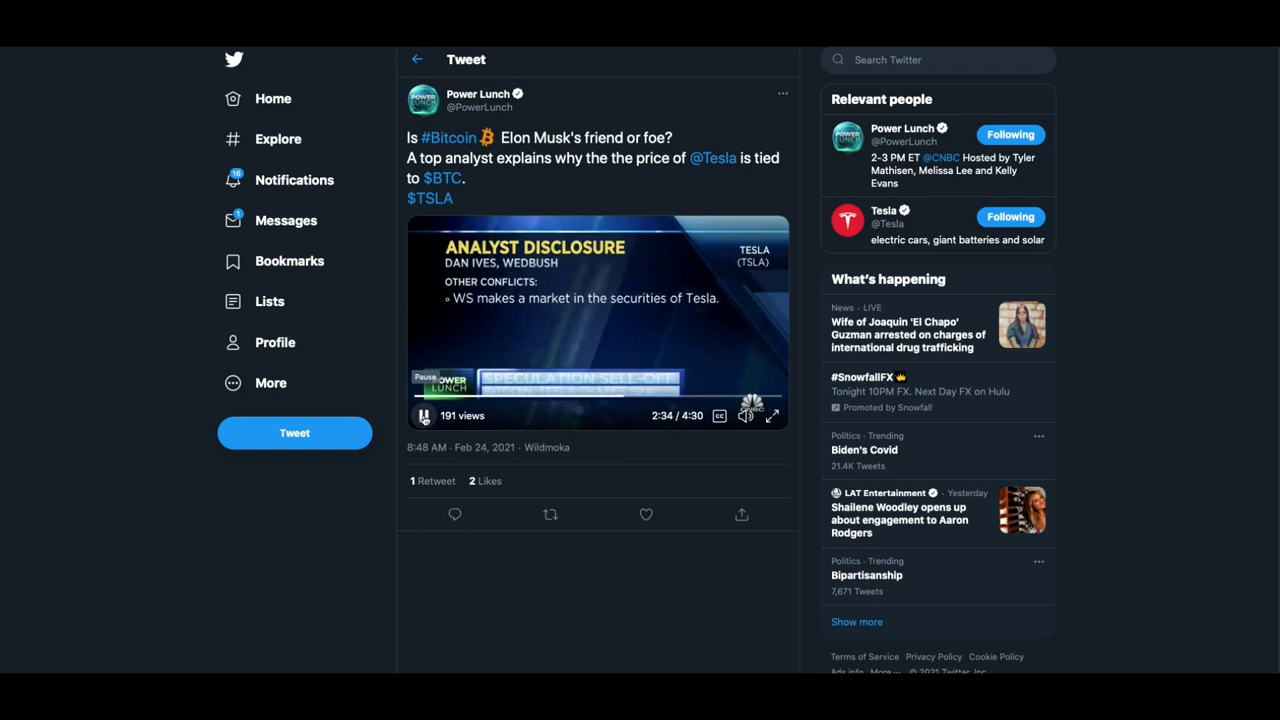 Home
Explore
16
Notifications
1
Messages
Bookmarks
Lists
Profile
More
Tweet
Tweet
Power Lunch
@PowerLunch
Is #Bitcoin Elon Musk's friend or foe?
A top analyst explains why the the price of @Tesla is tied
to $BTC.
$TSLA
ANALYST DISCLOSURE
DAN IVES, WEDBUSH
TESLA
(TSLA)
OTHER CONFLICTS:
WS makes a market in the securities of Tesla.
Pause
POWER
LUNCH
SPECULATION SELL-OFF
191 views
2:34 / 4:30
CC
8:48 AM · Feb 24, 2021 · Wildmoka
1 Retweet 2 Likes
Search Twitter
Relevant people
Power Lunch
@PowerLunch
Following
2-3 PM ET @CNBC Hosted by Tyler
Mathisen, Melissa Lee and Kelly
Evans
Tesla
@Tesla
Following
electric cars, giant batteries and solar
What's happening
News · LIVE
Wife of Joaquin 'El Chapo'
Guzman arrested on charges of
international drug trafficking
#SnowfallFX
Tonight 10PM FX. Next Day FX on Hulu
Promoted by Snowfall
Politics · Trending
Biden's Covid
21.4K Tweets
LAT Entertainment · Yesterday
Shailene Woodley opens up
about engagement to Aaron
Rodgers
Politics · Trending
Bipartisanship
7,671 Tweets
Show more
Terms of Service Privacy Policy Cookie Policy
Ads info More ··· © 2021 Twitter, Inc.